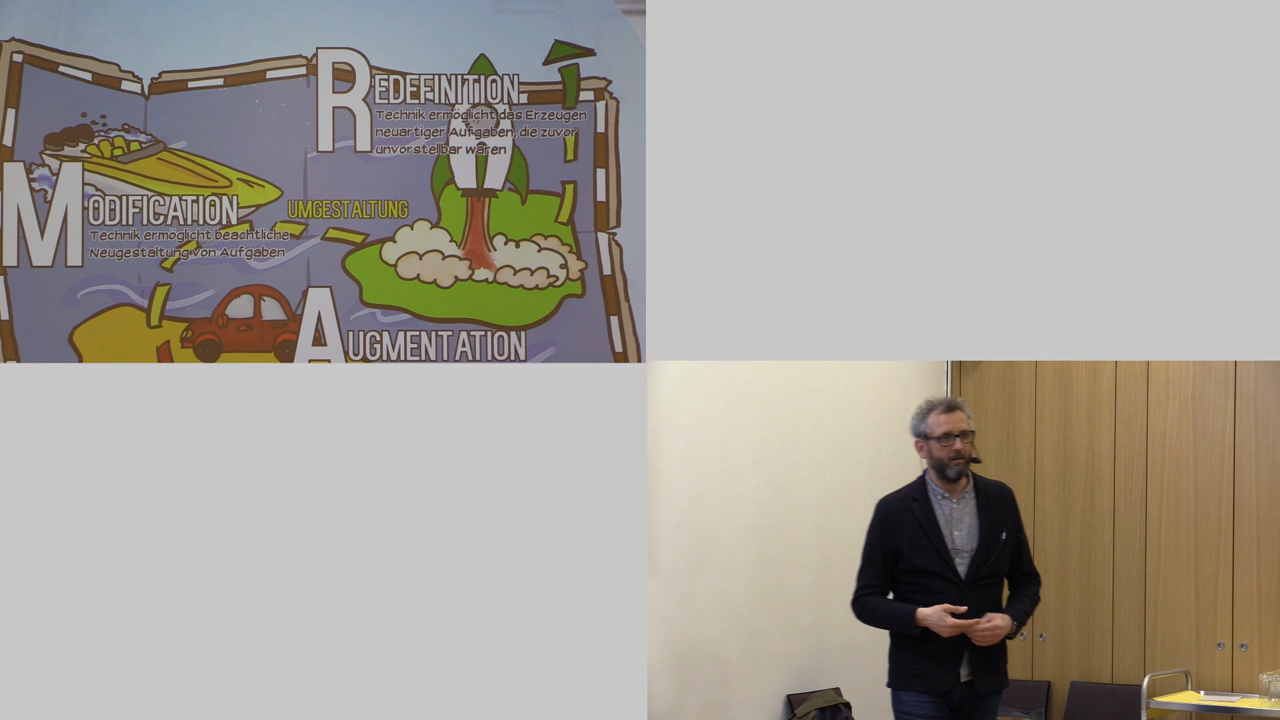 REDEFINITION
Technik ermöglicht das Erzeugen
neuartiger Aufgaben, die zuvor
unvorstellbar waren
MODIFICATION
Technik ermöglicht beachtliche
Neugestaltung von Aufgaben
UMGESTALTUNG
AUGMENTATION